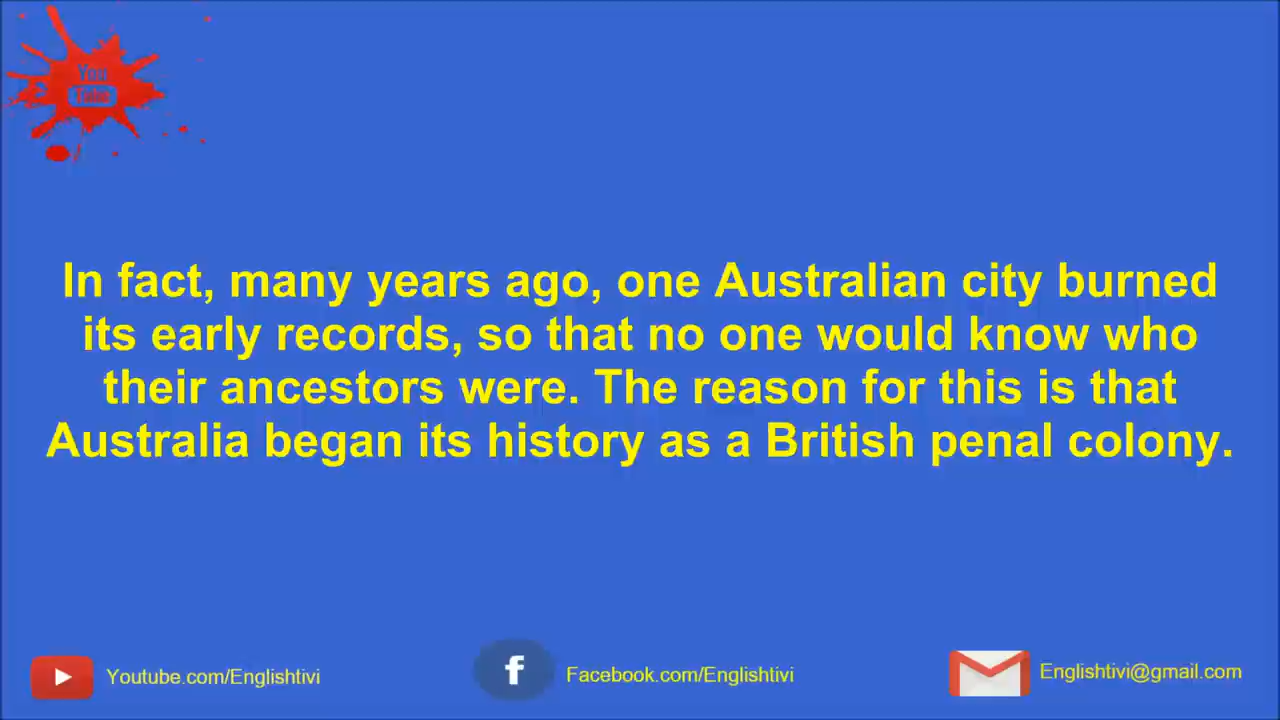 You
Tube
In fact, many years ago, one Australian city burned
its early records, so that no one would know who
their ancestors were. The reason for this is that
Australia began its history as a British penal colony.
Youtube.com/Englishtivi
f
Facebook.com/Englishtivi
Englishtivi@gmail.com